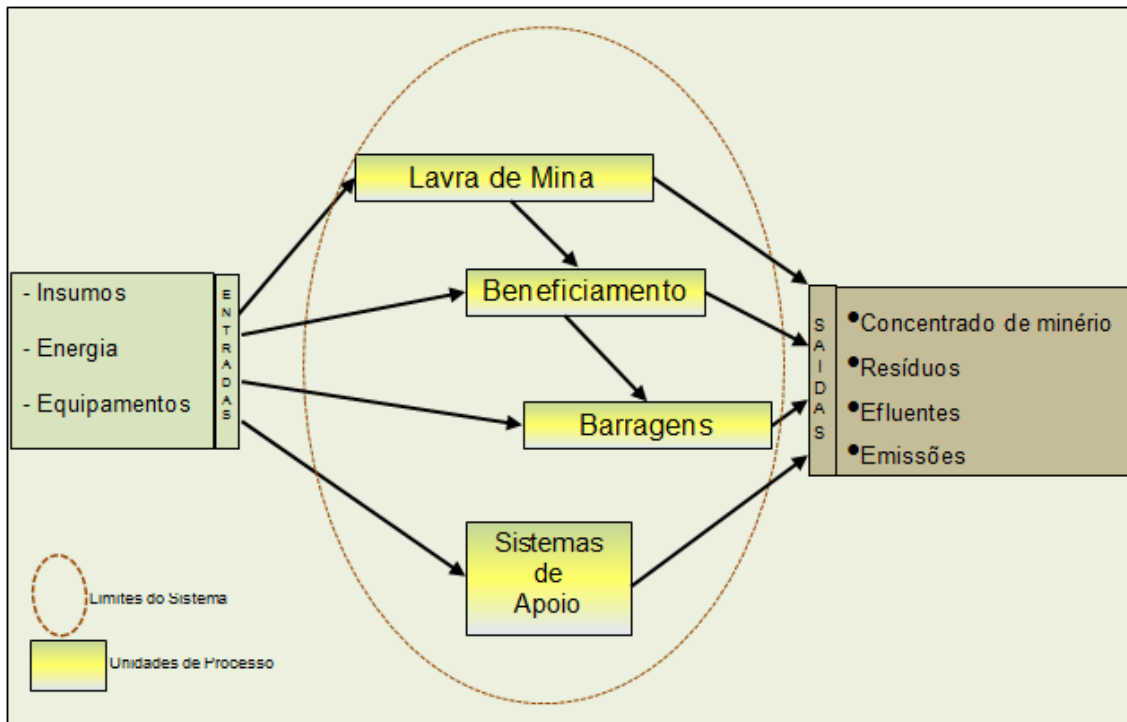 Lavra de Mina
- Insumos
- Energia
- Equipamentos
ENTRADAS
Beneficiamento
Barragens
Sistemas
de
Apoio
SAIDAS
•Concentrado de minério
•Resíduos
•Efluentes
•Emissões
Limites do Sistema
Unidades de Processo